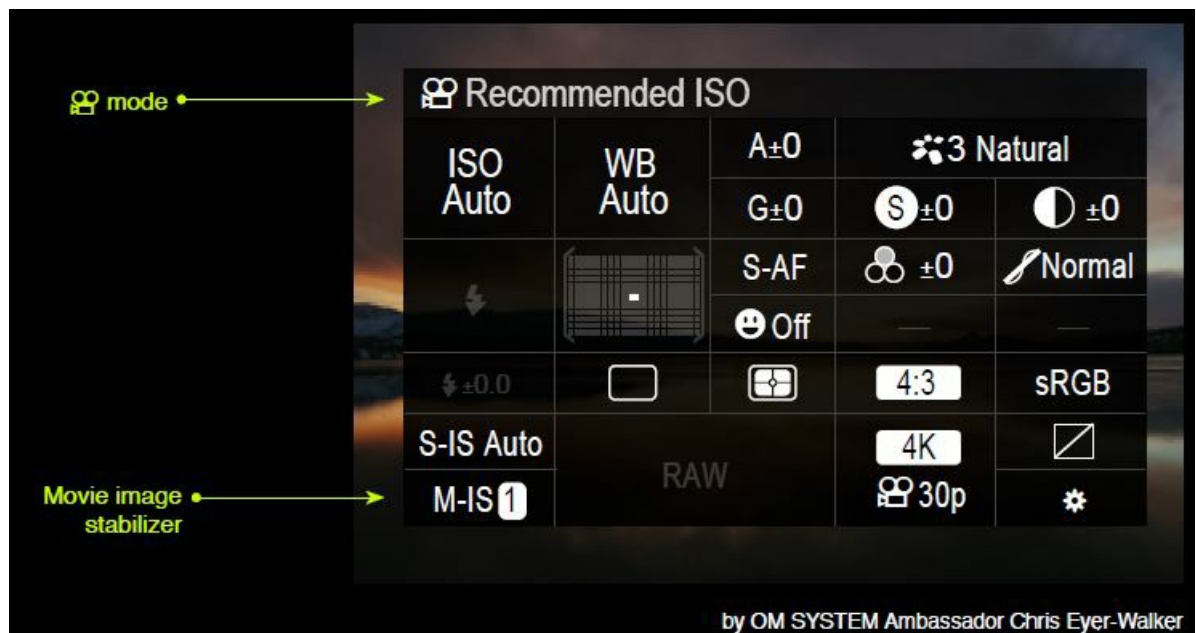 mode
Recommended ISO
ISO
Auto
WB
Auto
A±0
3 Natural
G±0
S±0
±0
S-AF
±0
Normal
Off
±0.0
4:3
sRGB
S-IS Auto
RAW
4K
Movie image
stabilizer
M-IS 1
30p
by OM SYSTEM Ambassador Chris Eyer-Walker